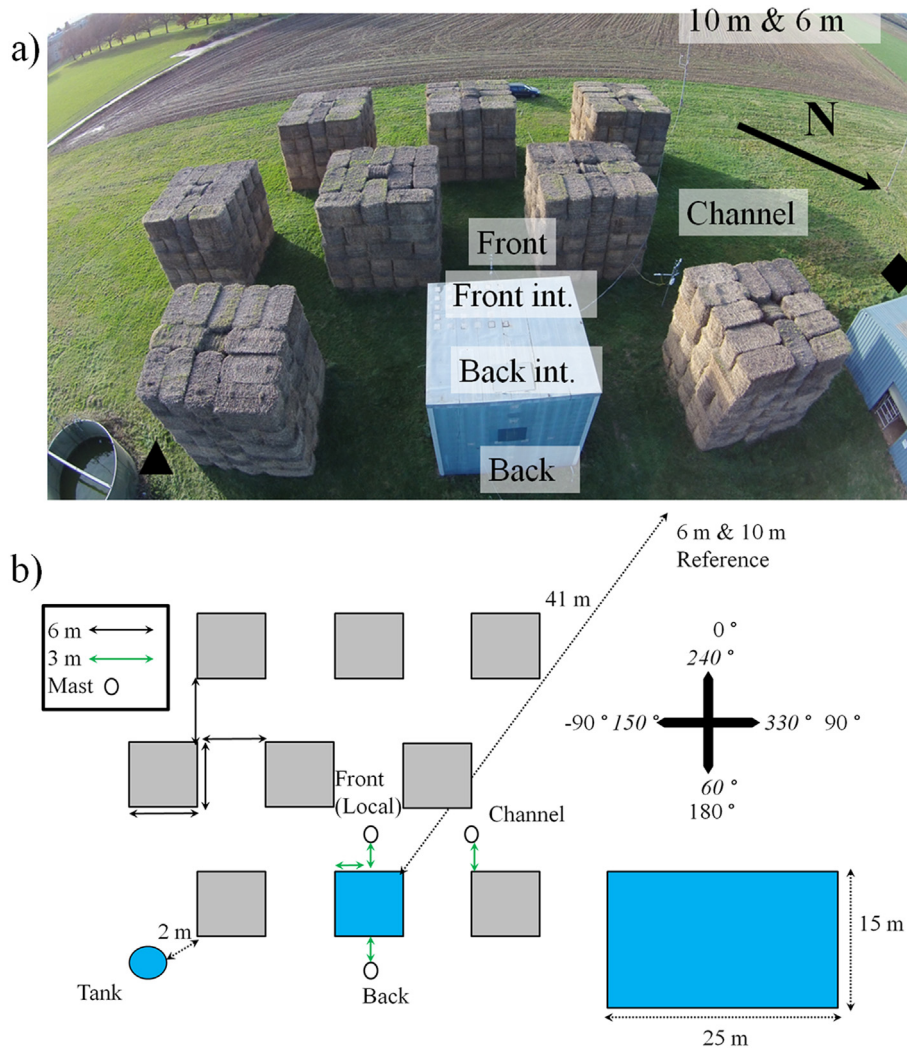 a)
10 m & 6 m
N
Channel
Front
Front int.
Back int.
Back
b)
6 m & 10 m
Reference
41 m
6 m
3 m
Mast
0 °
240 °
-90 ° 150 ° 330 ° 90 °
60 °
180 °
Front
(Local)
Channel
2 m
Tank
Back
15 m
25 m